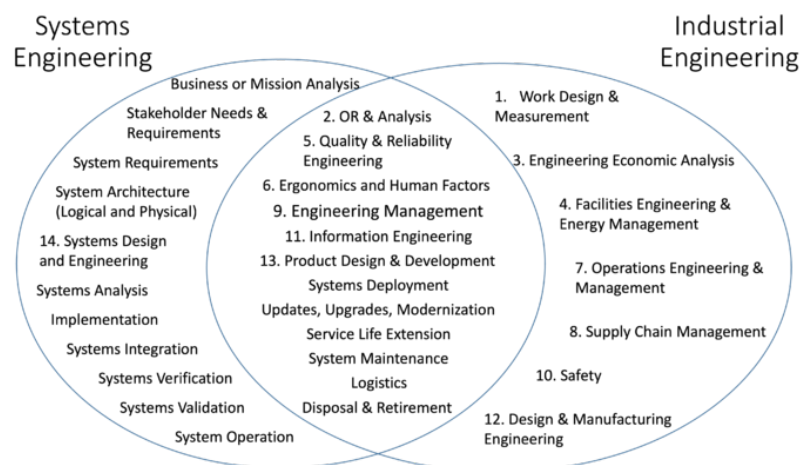 Systems
Engineering
Industrial
Engineering
Business or Mission Analysis
Stakeholder Needs &
Requirements
System Requirements
System Architecture
(Logical and Physical)
14. Systems Design
and Engineering
Systems Analysis
Implementation
Systems Integration
Systems Verification
Systems Validation
System Operation
2. OR & Analysis
5. Quality & Reliability
Engineering
6. Ergonomics and Human Factors
9. Engineering Management
11. Information Engineering
13. Product Design & Development
Systems Deployment
Updates, Upgrades, Modernization
Service Life Extension
System Maintenance
Logistics
Disposal & Retirement
1. Work Design &
Measurement
3. Engineering Economic Analysis
4. Facilities Engineering &
Energy Management
7. Operations Engineering &
Management
8. Supply Chain Management
10. Safety
12. Design & Manufacturing
Engineering